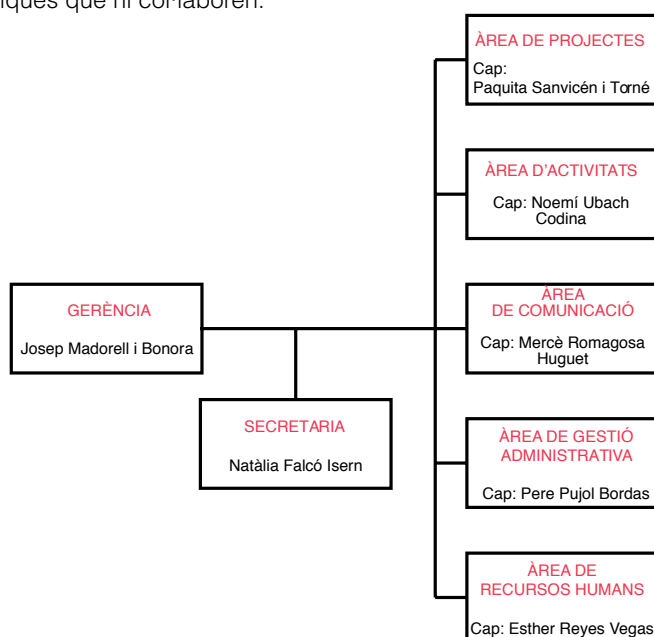 que hi col·laboren.
ÀREA DE PROJECTES
Cap:
Paquita Sanvicén i Torné
ÀREA D'ACTIVITATS
Cap: Noemí Ubach
Codina
ÀREA
DE COMUNICACIÓ
Cap: Mercè Romagosa
Huguet
GERÈNCIA
Josep Madorell i Bonora
SECRETARIA
Natàlia Falcó Isern
ÀREA DE GESTIÓ
ADMINISTRATIVA
Cap: Pere Pujol Bordas
ÀREA DE
RECURSOS HUMANS
Cap: Esther Reyes Vegas